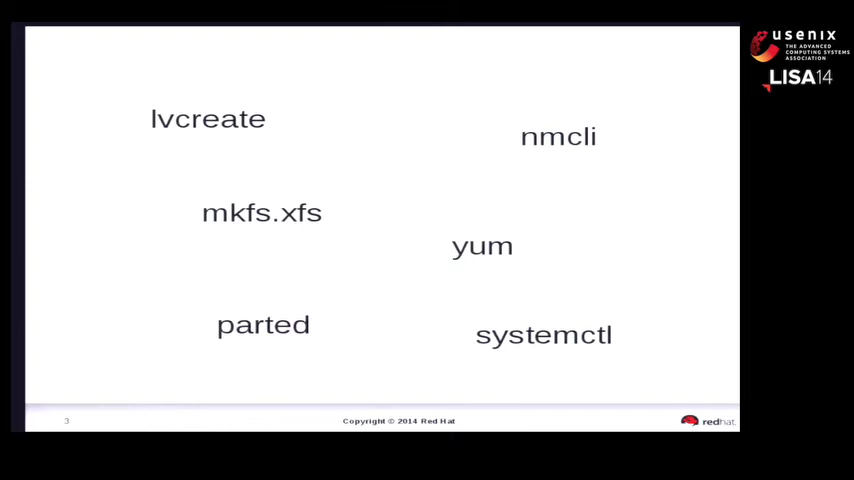 lvcreate
nmcli
mkfs.xfs
yum
parted
systemctl
3
Copyright © 2014 Red Hat
redhat.
usenix
THE ADVANCED
COMPUTING SYSTEMS
ASSOCIATION
LISA14